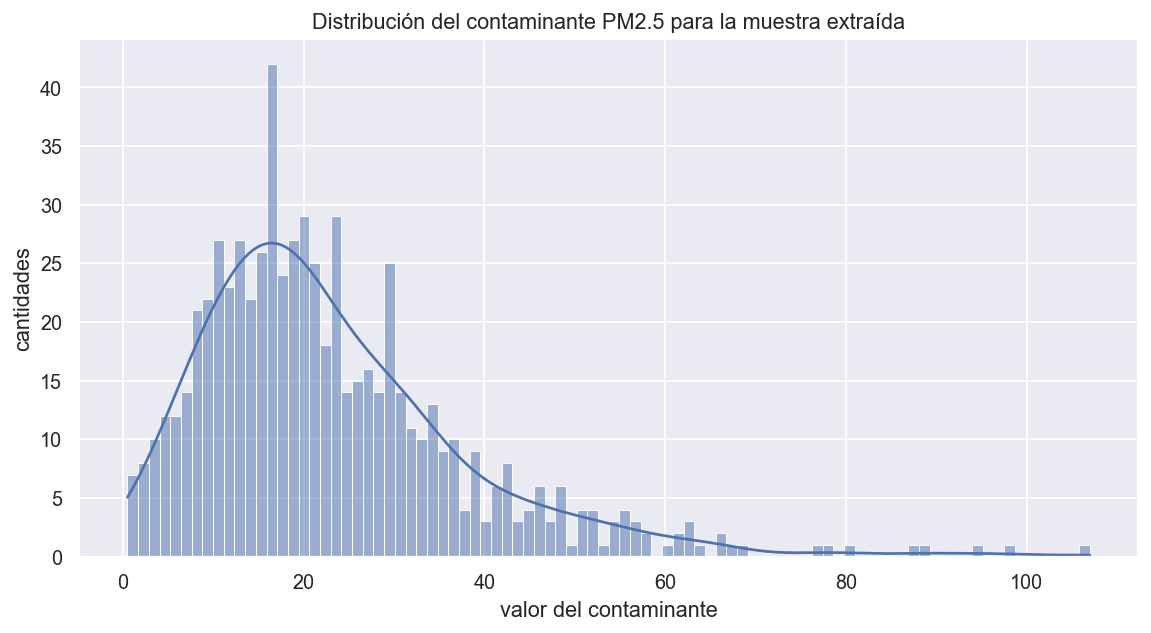 Distribución del contaminante PM2.5 para la muestra extraída
40
35
30
25
20
15
10
5
0
cantidades
0 20 40 60 80 100
valor del contaminante